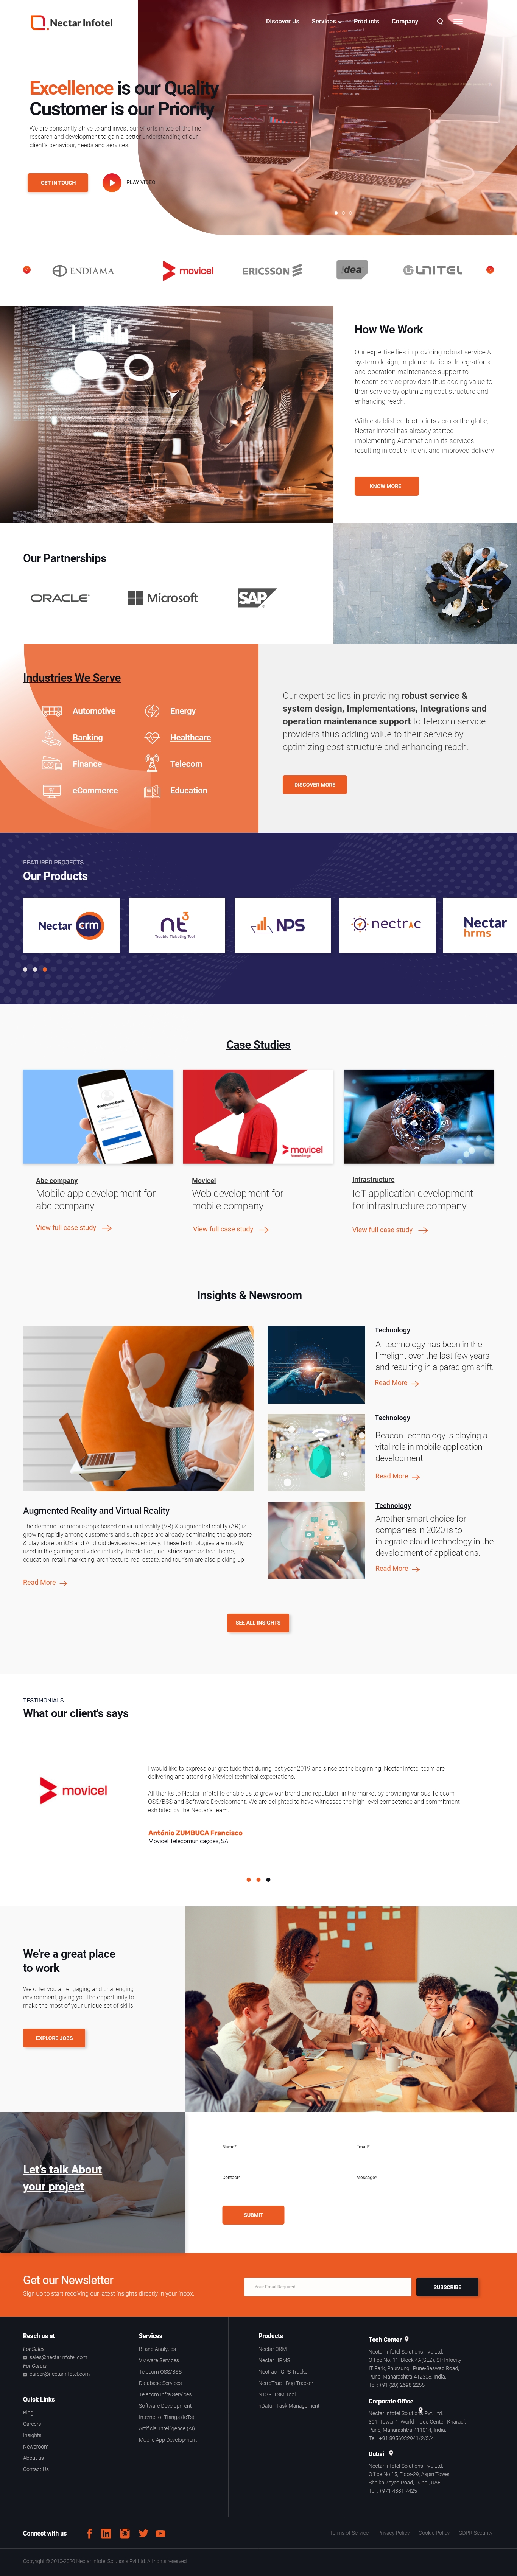 Nectar Infotel
Discover Us Services Products Company
Excellence is our Quality
Customer is our Priority
We are constantly strive to and invest our efforts in top of the line
research and development to gain a better understanding of our
client's behaviour, needs and services.
GET IN TOUCH
PLAY VIDEO
ENDIAMA
movicel
ERICSSON
idea
UNITEL
How We Work
Our expertise lies in providing robust service &
system design, Implementations, Integrations
and operation maintenance support to
telecom service providers thus adding value to
their service by optimizing cost structure and
enhancing reach.
With established foot prints across the globe,
Nectar Infotel has already started
implementing Automation in its services
resulting in cost efficient and improved delivery
KNOW MORE
Our Partnerships
ORACLE
Microsoft
SAP
Industries We Serve
Automotive
Energy
Banking
Healthcare
Finance
Telecom
eCommerce
Education
Our expertise lies in providing robust service &
system design, Implementations, Integrations and
operation maintenance support to telecom service
providers thus adding value to their service by
optimizing cost structure and enhancing reach.
DISCOVER MORE
FEATURED PROJECTS
Our Products
Nectar crm
nt3
Trouble Ticketing Tool
NPS
nectrac
Nectar
hrms
Case Studies
Welcome Back
movicel
Abc company
Mobile app development for
abc company
View full case study
Movicel
Web development for
mobile company
View full case study
Infrastructure
IoT application development
for infrastructure company
View full case study
Insights & Newsroom
Augmented Reality and Virtual Reality
The demand for mobile apps based on virtual reality (VR) & augmented reality (AR) is
growing rapidly among customers and such apps are already dominating the app store
& play store on iOS and Android devices respectively. These technologies are mostly
used in the gaming and video industry. In addition, industries such as healthcare,
education, retail, marketing, architecture, real estate, and tourism are also picking up
Read More
Technology
AI technology has been in the
limelight over the last few years
and resulting in a paradigm shift.
Read More
Technology
Beacon technology is playing a
vital role in mobile application
development.
Read More
Technology
Another smart choice for
companies in 2020 is to
integrate cloud technology in the
development of applications.
Read More
SEE ALL INSIGHTS
TESTIMONIALS
What our client's says
movicel
I would like to express our gratitude that during last year 2019 and since at the beginning, Nectar Infotel team are
delivering and attending Movicel technical expectations.
All thanks to Nectar Infotel to enable us to grow our brand and reputation in the market by providing various Telecom
OSS/BSS and Software Development. We are delighted to have witnessed the high-level competence and commitment
exhibited by the Nectar's team.
António ZUMBUCA Francisco
Movicel Telecomunicações, SA
We're a great place
to work
We offer you an engaging and challenging
environment, giving you the opportunity to
make the most of your unique set of skills.
EXPLORE JOBS
Let's talk About
your project
Name*
Email*
Contact*
Message*
SUBMIT
Get our Newsletter
Sign up to start receiving our latest insights directly in your inbox.
Your Email Required
SUBSCRIBE
Reach us at
For Sales
sales@nectarinfotel.com
For Career
career@nectarinfotel.com
Quick Links
Blog
Careers
Insights
Newsroom
About us
Contact Us
Services
BI and Analytics
VMware Services
Telecom OSS/BSS
Database Services
Telecom Infra Services
Software Development
Internet of Things (IoTs)
Artificial Intelligence (AI)
Mobile App Development
Products
Nectar CRM
Nectar HRMS
Nectrac - GPS Tracker
NerroTrac - Bug Tracker
NT3 - ITSM Tool
nDalu - Task Management
Tech Center
Nectar Infotel Solutions Pvt. Ltd.
Office No. 11, Block-4A(SEZ), SP Infocity
IT Park, Phursungi, Pune-Saswad Road,
Pune, Maharashtra-412308, India.
Tel : +91 (20) 2698 2255
Corporate Office
Nectar Infotel Solutions Pvt. Ltd.
301, Tower 1, World Trade Center, Kharadi,
Pune, Maharashtra-411014, India.
Tel : +91 8956932941/2/3/4
Dubai
Nectar Infotel Solutions Pvt. Ltd.
Office No 15, Floor-29, Aspin Tower,
Sheikh Zayed Road, Dubai, UAE.
Tel : +971 4381 7425
Connect with us
Terms of Service Privacy Policy Cookie Policy GDPR Security
Copyright © 2010-2020 Nectar Infotel Solutions Pvt Ltd. All rights reserved.